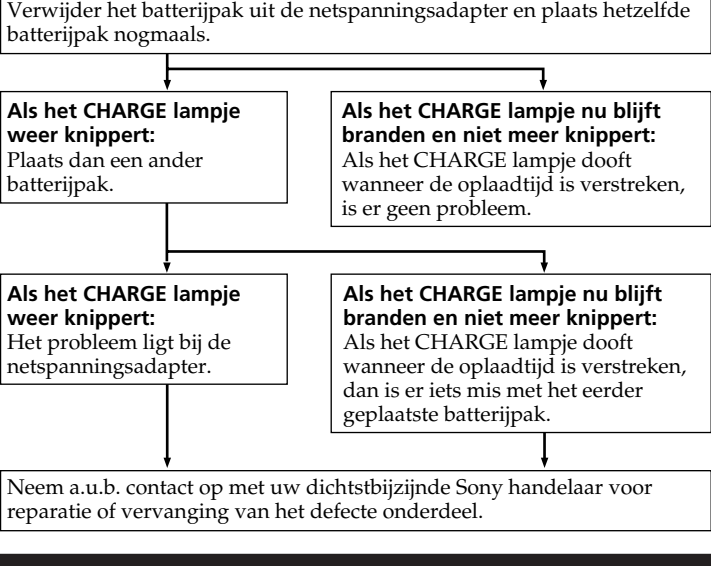 Verwijder het batterijpak uit de netspanningsadapter en plaats hetzelfde
batterijpak nogmaals.
Als het CHARGE lampje
weer knippert:
Plaats dan een ander
batterijpak.
Als het CHARGE lampje nu blijft
branden en niet meer knippert:
Als het CHARGE lampje dooft
wanneer de oplaadtijd is verstreken,
is er geen probleem.
Als het CHARGE lampje
weer knippert:
Het probleem ligt bij de
netspanningsadapter.
Als het CHARGE lampje nu blijft
branden en niet meer knippert:
Als het CHARGE lampje dooft
wanneer de oplaadtijd is verstreken,
dan is er iets mis met het eerder
geplaatste batterijpak.
Neem a.u.b. contact op met uw dichtstbijzijnde Sony handelaar voor
reparatie of vervanging van het defecte onderdeel.